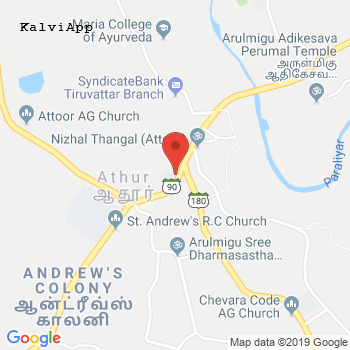 KalviApp
Maria College
of Ayurveda
Arulmigu Adikesava
Perumal Temple
அருள்மிகு
ஆதிகேசவ...
SyndicateBank
Tiruvattar Branch
Attoor AG Church
Nizhal Thangal (Atto
Paraliyar
Athur
ஆதூர்
90
180
St. Andrew's R.C Church
Arulmigu Sree
Dharmasastha...
ANDREW'S
COLONY
ஆன்ட்ரீவ்ஸ்
காலனி
Chevara Code
AG Church
Google
Map data ©2019 Google